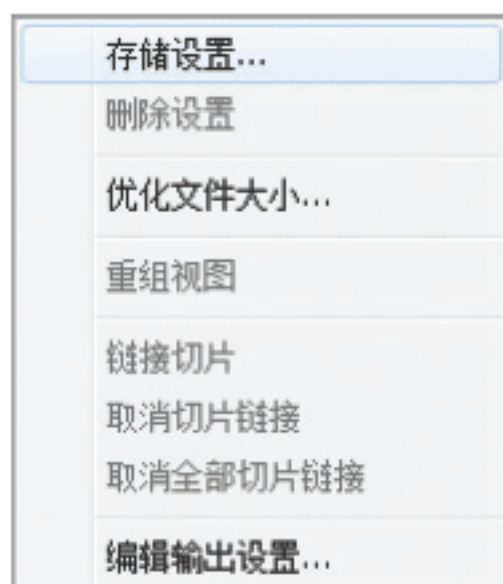 存储设置...
删除设置
优化文件大小...
重组视图
链接切片
取消切片链接
取消全部切片链接
编辑输出设置...